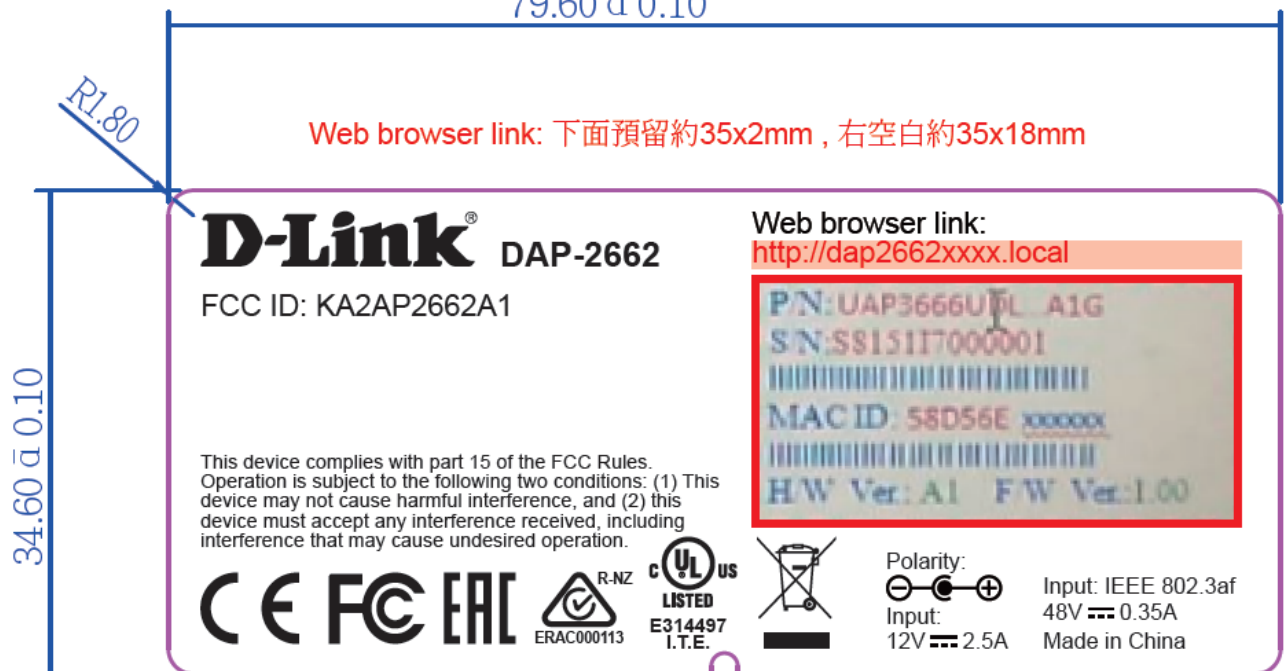 79.60 ± 0.10
R1.80
Web browser link: 下面預留約35x2mm , 右空白約35x18mm
34.60 ± 0.10
D-Link® DAP-2662
FCC ID: KA2AP2662A1
Web browser link:
http://dap2662xxxx.local
P/N: A1G
S/N:S8151I7000001
MAC ID: 58D56E xxxxxx
H/W Ver.: A1 F/W Ver.:1.00
This device complies with part 15 of the FCC Rules.
Operation is subject to the following two conditions: (1) This
device may not cause harmful interference, and (2) this
device must accept any interference received, including
interference that may cause undesired operation.
CE FC EAC R-NZ
ERAC000113
c UL us
LISTED
E314497
I.T.E.
Polarity:
Input:
12V 2.5A
Input: IEEE 802.3af
48V 0.35A
Made in China